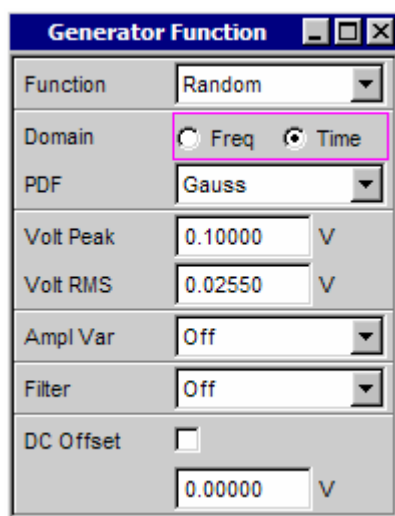 Generator Function
Function Random
Domain Freq Time
PDF Gauss
Volt Peak 0.10000 V
Volt RMS 0.02550 V
Ampl Var Off
Filter Off
DC Offset
0.00000 V